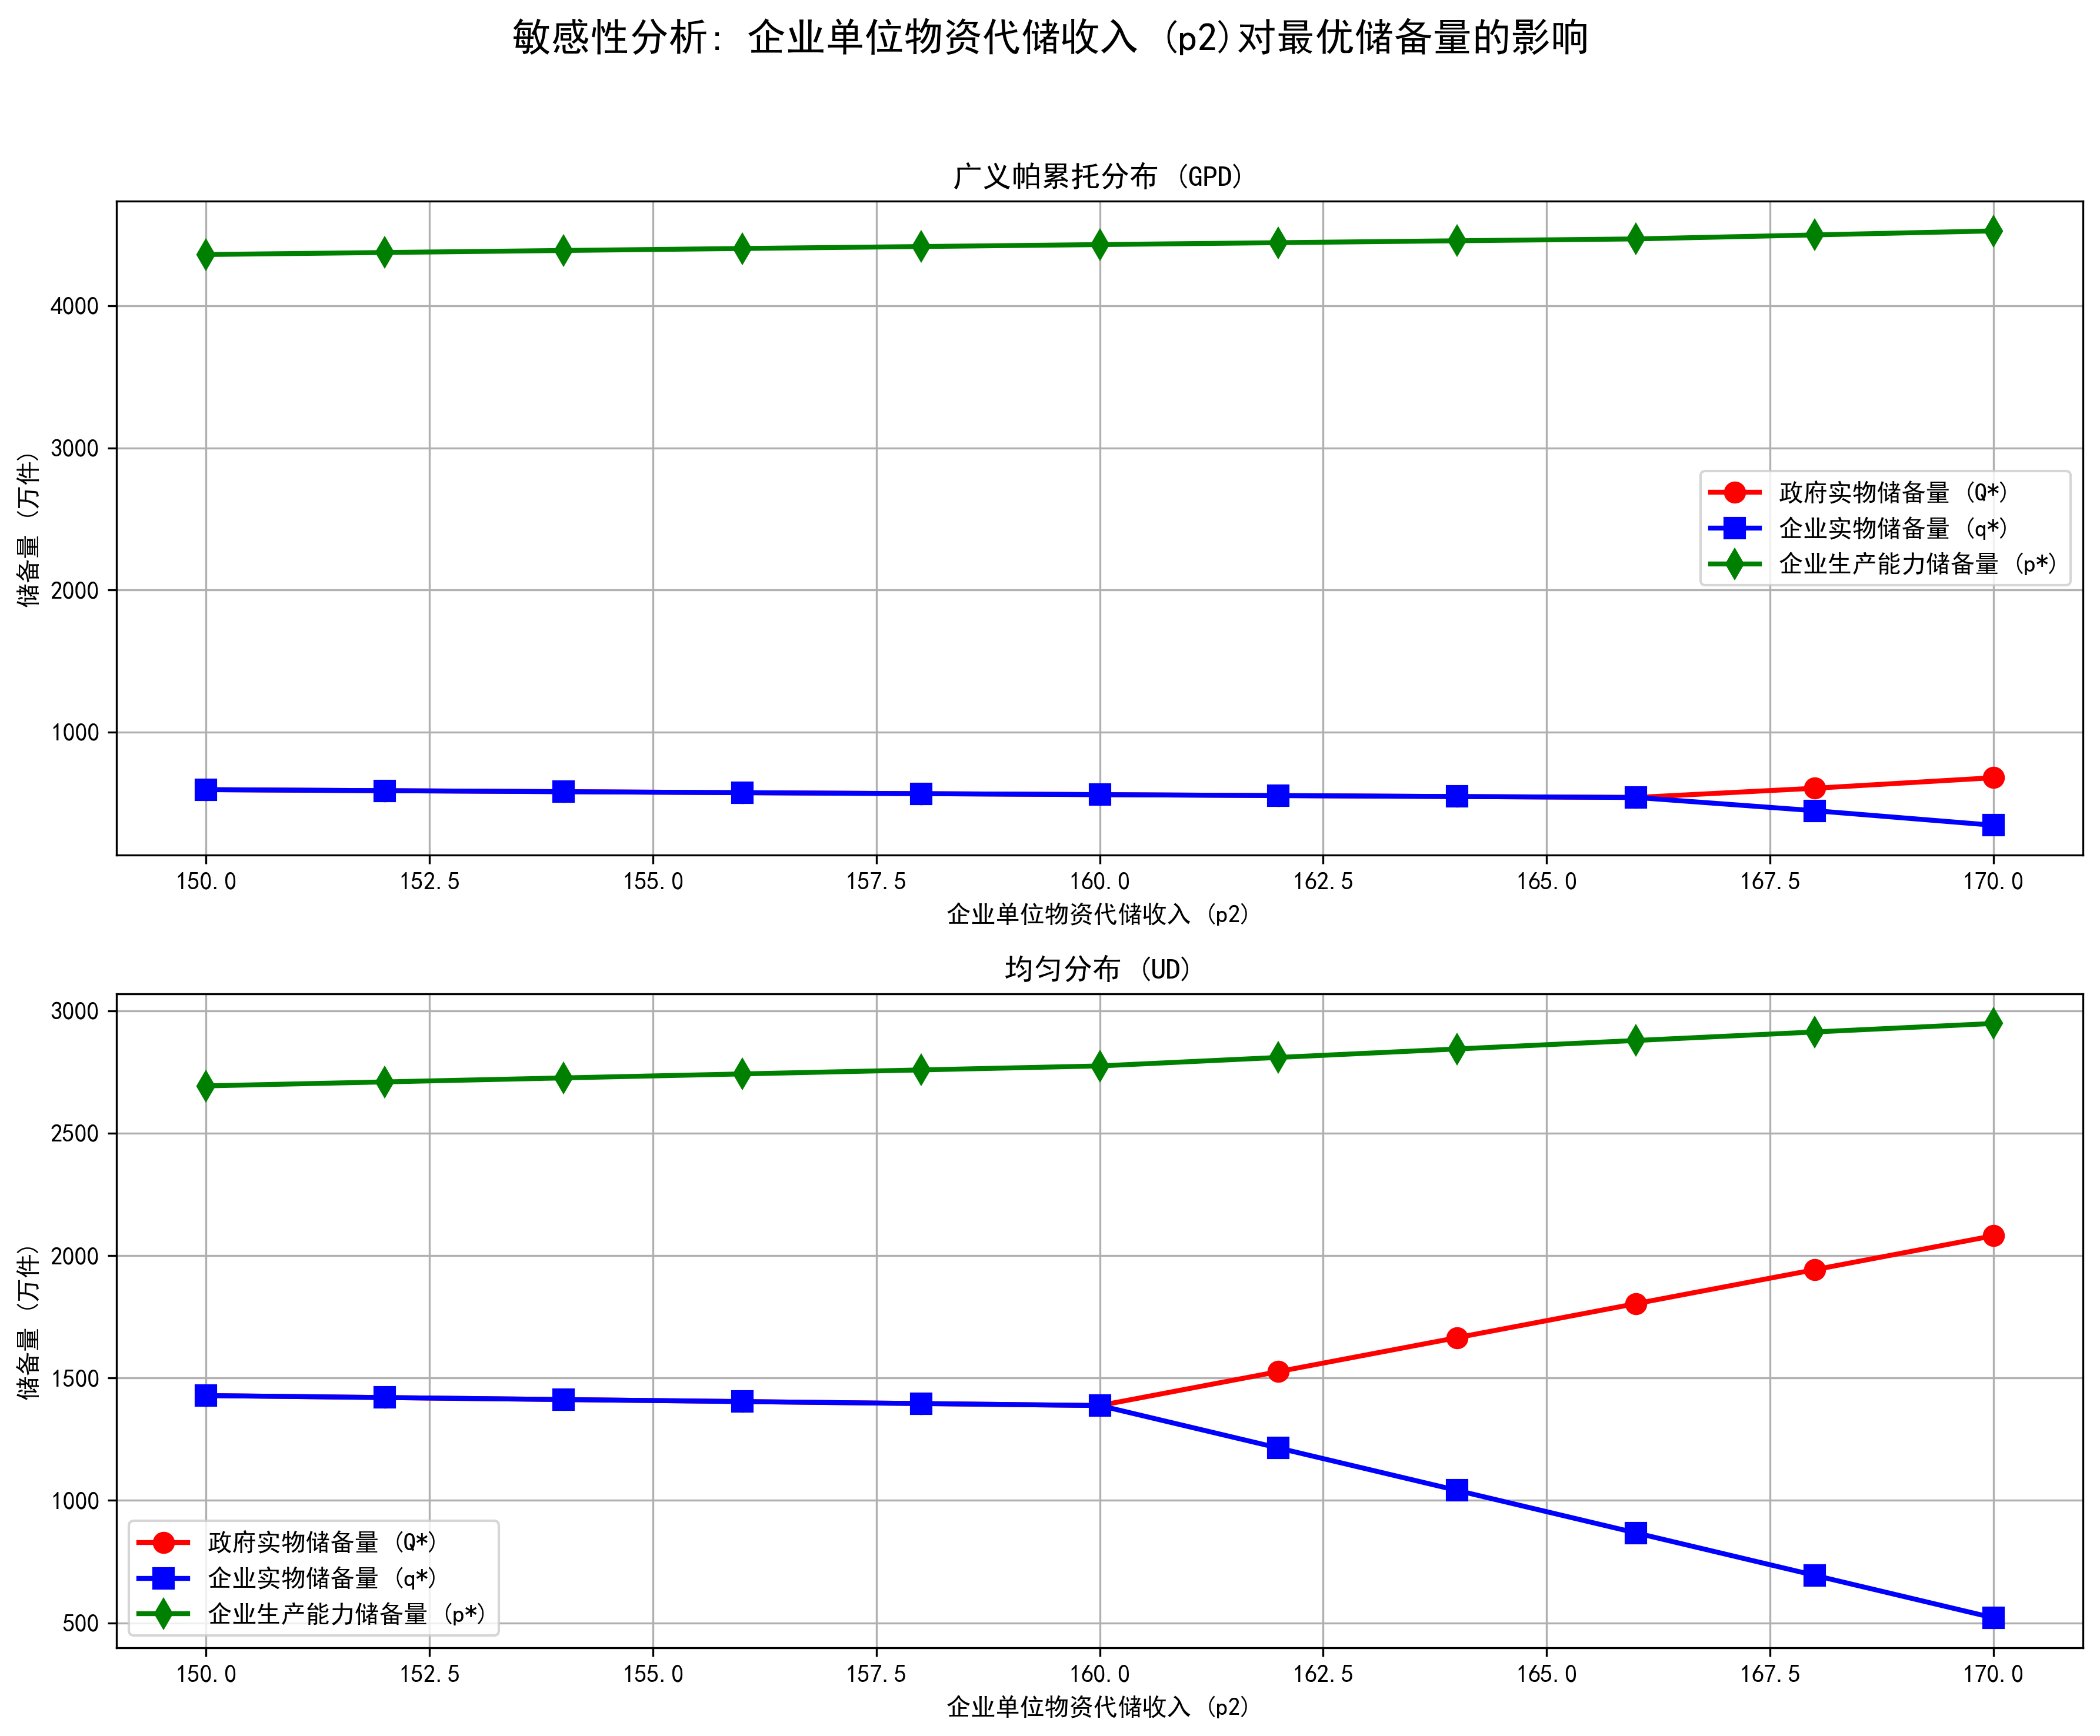 敏感性分析: 企业单位物资代储收入 (p2)对最优储备量的影响
广义帕累托分布 (GPD)
储备量 (万件)
4000
3000
2000
1000
政府实物储备量 (Q*)
企业实物储备量 (q*)
企业生产能力储备量 (p*)
150.0 152.5 155.0 157.5 160.0 162.5 165.0 167.5 170.0
企业单位物资代储收入 (p2)
均匀分布 (UD)
储备量 (万件)
3000
2500
2000
1500
1000
500
政府实物储备量 (Q*)
企业实物储备量 (q*)
企业生产能力储备量 (p*)
150.0 152.5 155.0 157.5 160.0 162.5 165.0 167.5 170.0
企业单位物资代储收入 (p2)